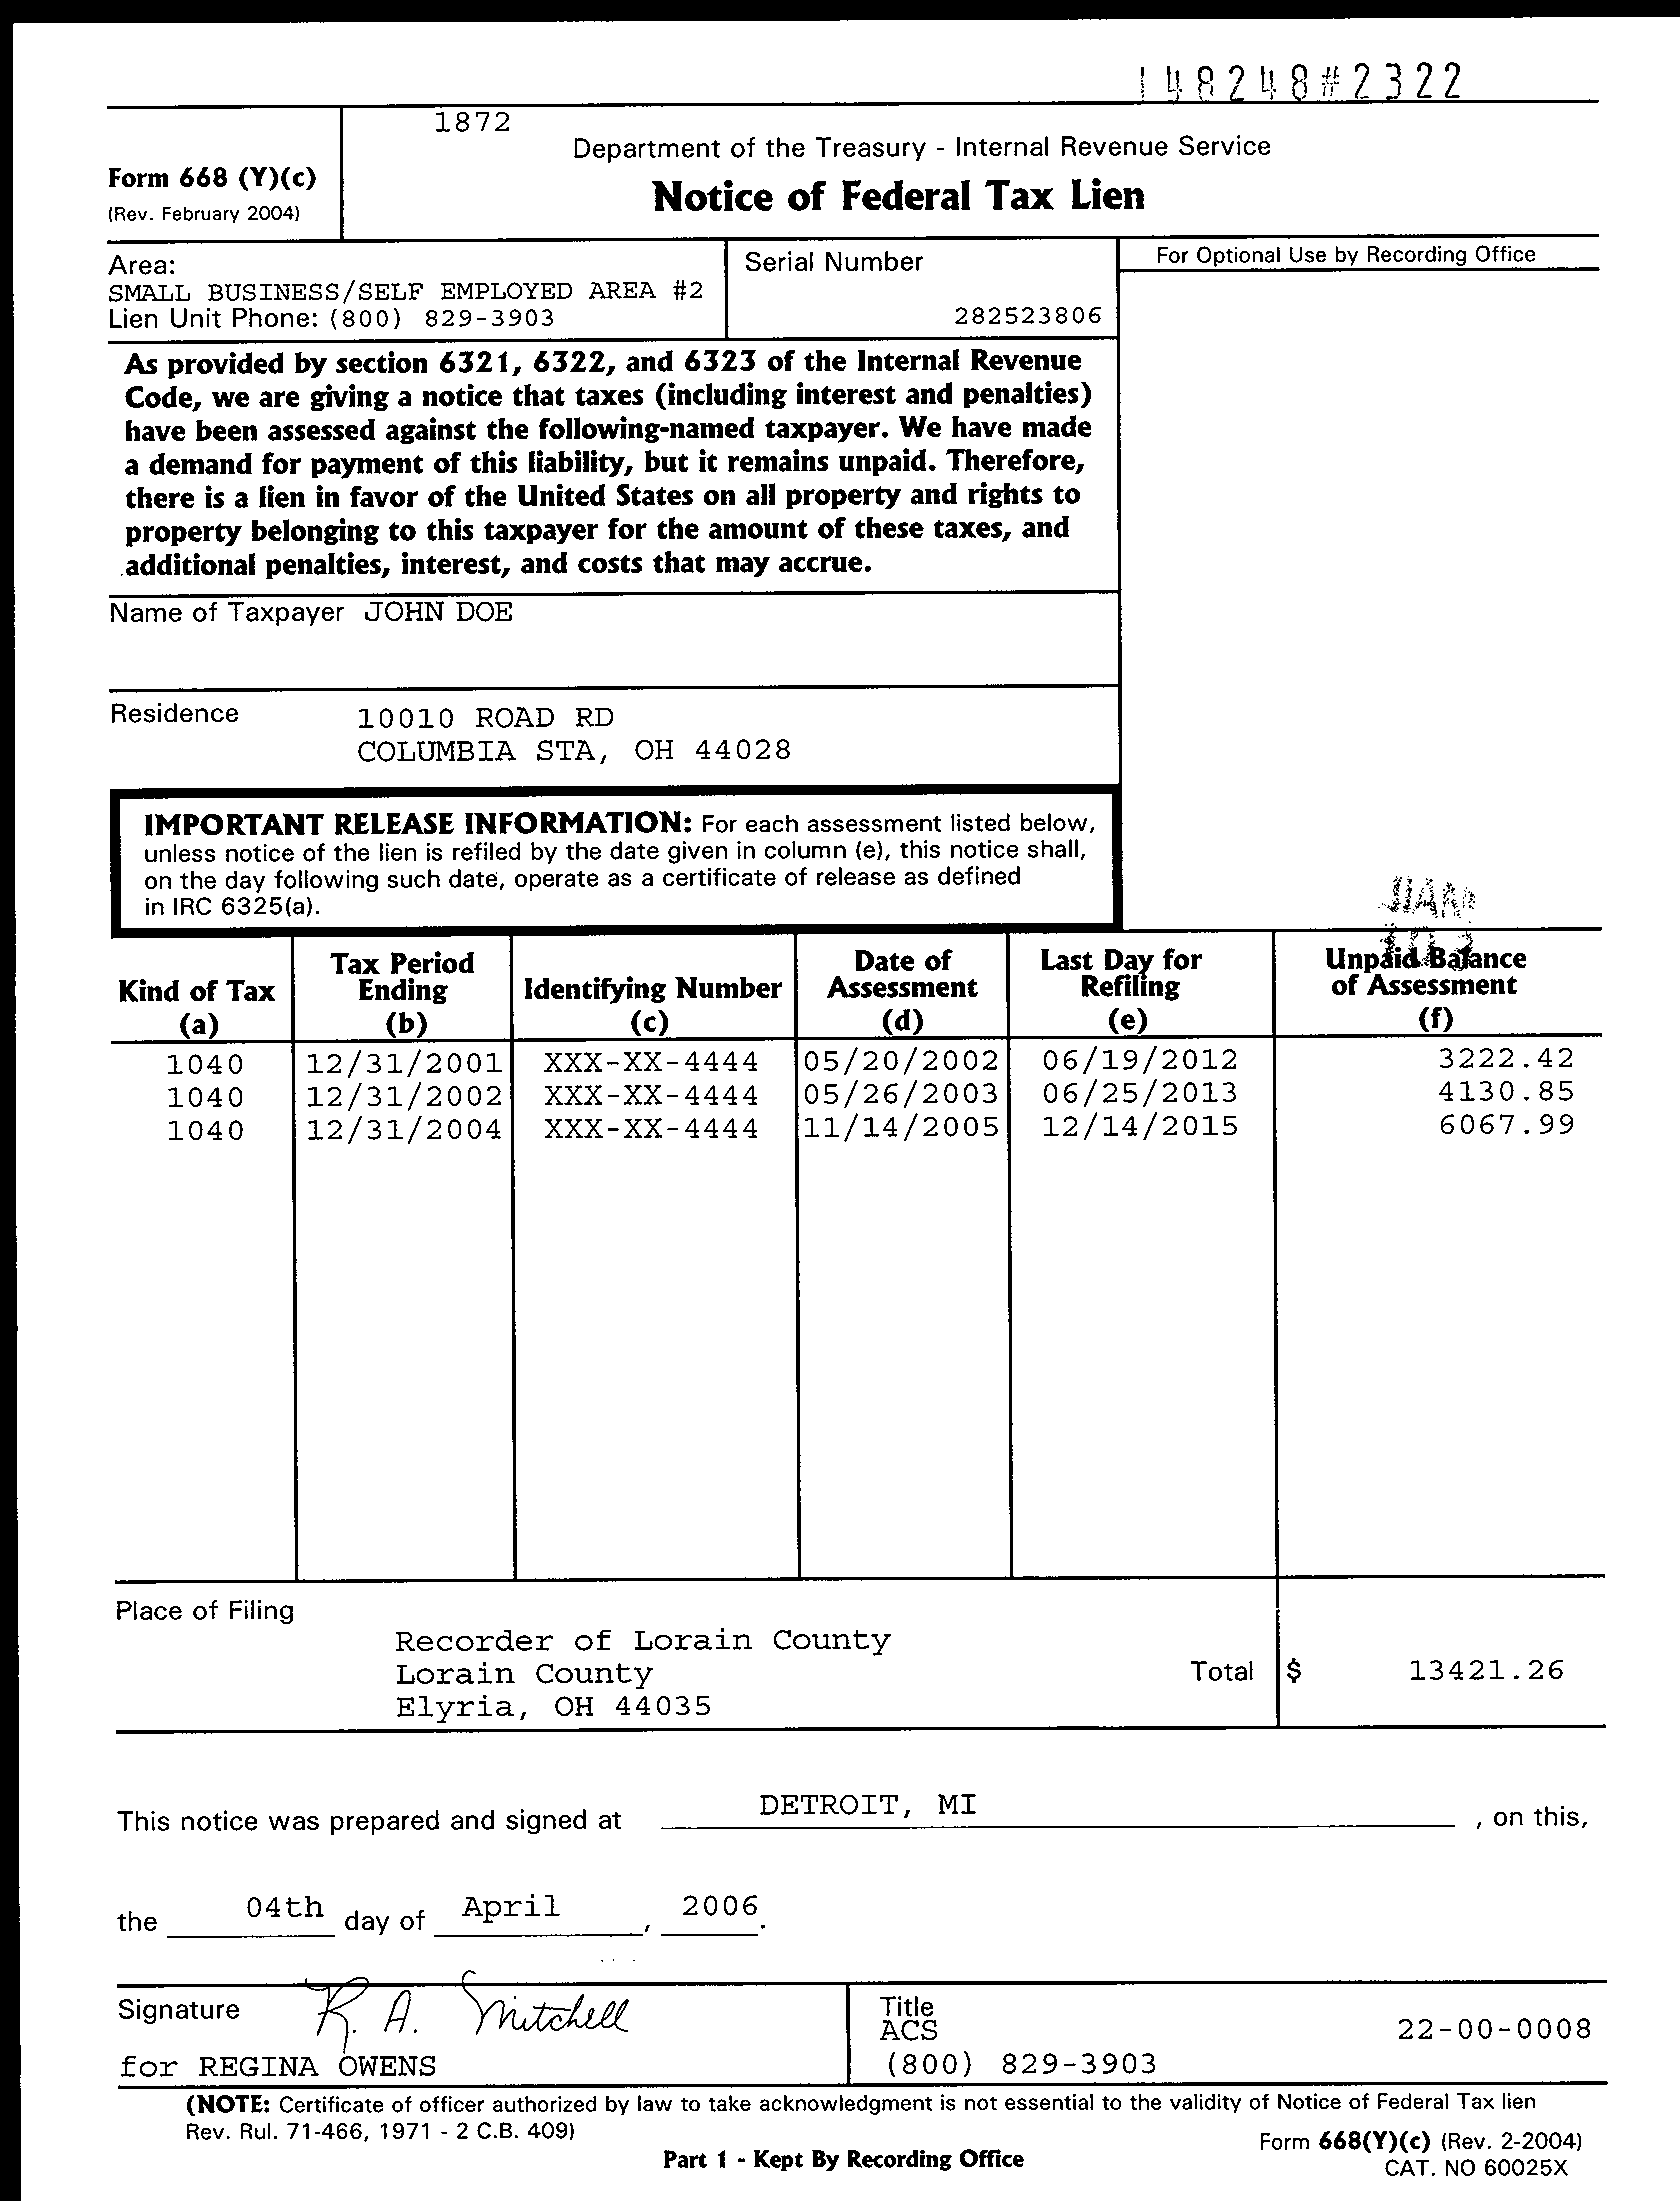 148248#2322
1872
Department of the Treasury - Internal Revenue Service
Form 668 (Y)(c)
Notice of Federal Tax Lien
(Rev. February 2004)
Area:
SMALL BUSINESS/SELF EMPLOYED AREA #2
Lien Unit Phone: (800) 829-3903
Serial Number
282523806
For Optional Use by Recording Office
As provided by section 6321, 6322, and 6323 of the Internal Revenue
Code, we are giving a notice that taxes (including interest and penalties)
have been assessed against the following-named taxpayer. We have made
a demand for payment of this liability, but it remains unpaid. Therefore,
there is a lien in favor of the United States on all property and rights to
property belonging to this taxpayer for the amount of these taxes, and
additional penalties, interest, and costs that may accrue.
Name of Taxpayer JOHN DOE
Residence 10010 ROAD RD
COLUMBIA STA, OH 44028
IMPORTANT RELEASE INFORMATION: For each assessment listed below,
unless notice of the lien is refiled by the date given in column (e), this notice shall,
on the day following such date, operate as a certificate of release as defined
in IRC 6325(a).
Kind of Tax (a) Tax Period Ending (b) Identifying Number (c) Date of Assessment (d) Last Day for Refiling (e) Unpaid Balance of Assessment (f)
1040 12/31/2001 XXX-XX-4444 05/20/2002 06/19/2012 3222.42
1040 12/31/2002 XXX-XX-4444 05/26/2003 06/25/2013 4130.85
1040 12/31/2004 XXX-XX-4444 11/14/2005 12/14/2015 6067.99
Place of Filing
Recorder of Lorain County
Lorain County
Elyria, OH 44035
Total $ 13421.26
This notice was prepared and signed at DETROIT, MI , on this,
the 04th day of April , 2006.
Signature R. A. Mitchell
for REGINA OWENS
Title
ACS 22-00-0008
(800) 829-3903
(NOTE: Certificate of officer authorized by law to take acknowledgment is not essential to the validity of Notice of Federal Tax lien
Rev. Rul. 71-466, 1971 - 2 C.B. 409)
Part 1 - Kept By Recording Office
Form 668(Y)(c) (Rev. 2-2004)
CAT. NO 60025X